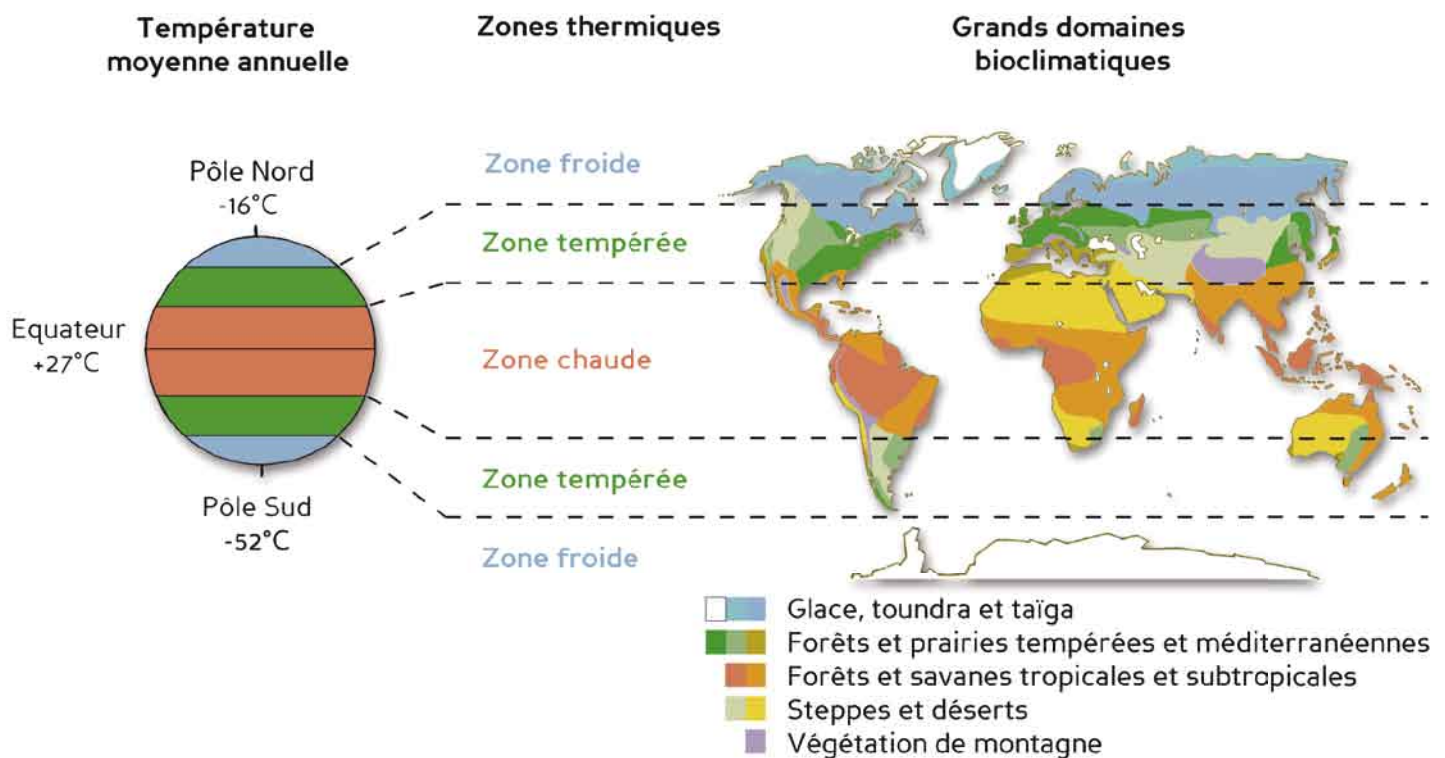 Température
moyenne annuelle
Zones thermiques
Grands domaines
bioclimatiques
Pôle Nord
-16°C
Equateur
+27°C
Pôle Sud
-52°C
Zone froide
Zone tempérée
Zone chaude
Zone tempérée
Zone froide
Glace, toundra et taïga
Forêts et prairies tempérées et méditerranéennes
Forêts et savanes tropicales et subtropicales
Steppes et déserts
Végétation de montagne